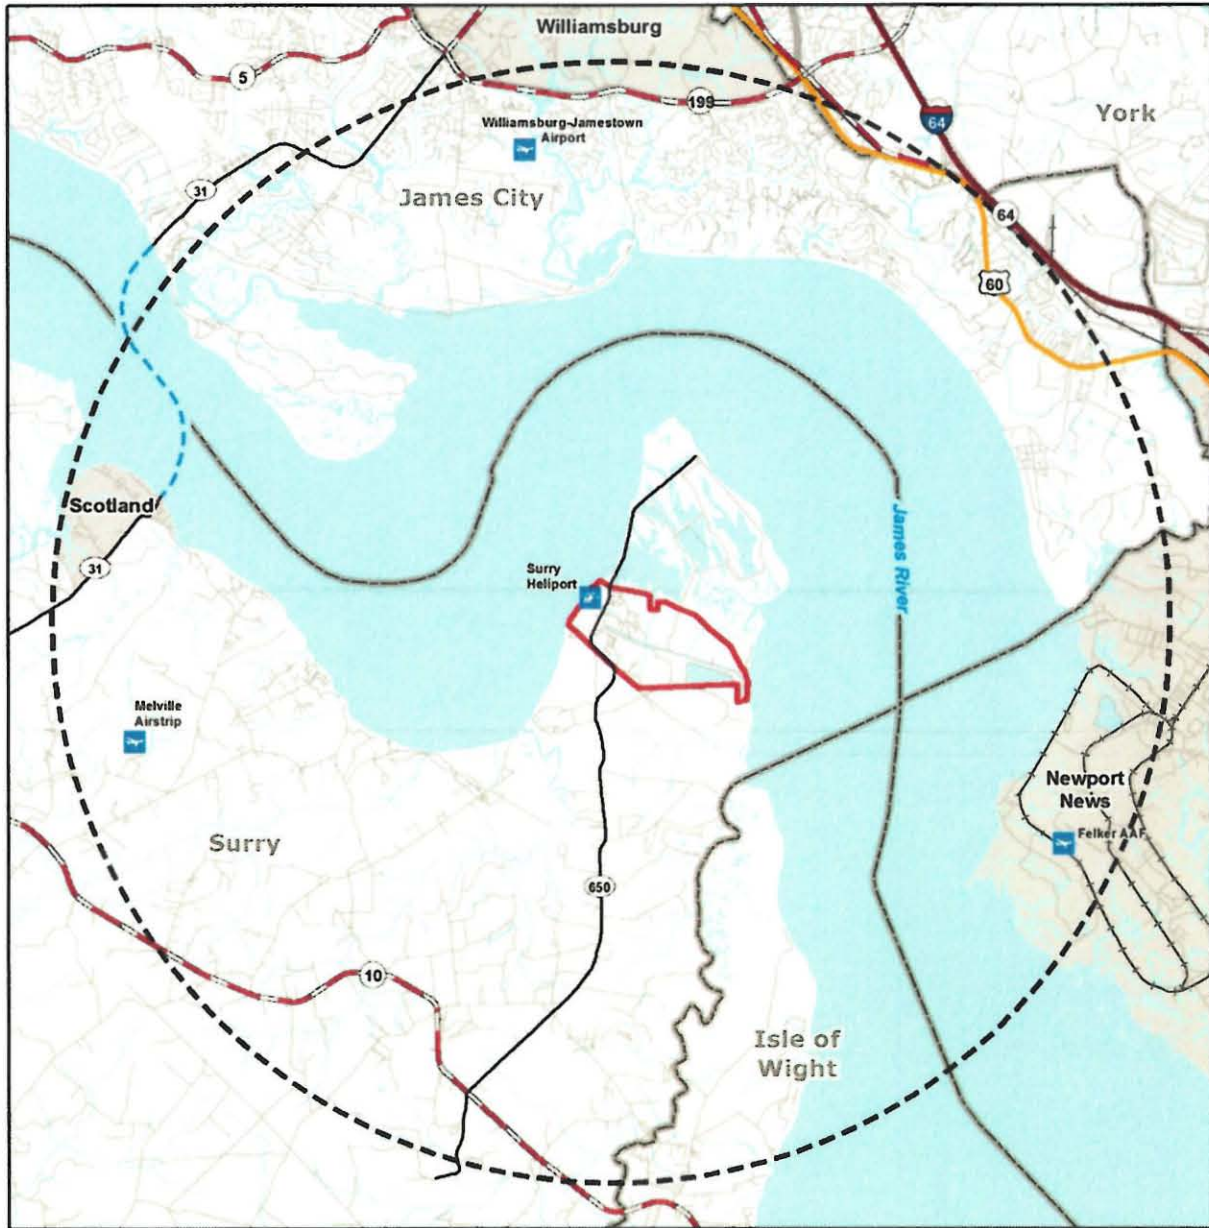 Williamsburg
5
199
64
York
Williamsburg-Jamestown
Airport
31
James City
64
60
Scotland
James River
31
Surry
Heliport
Melville
Airstrip
Newport
News
Felker AAF
Surry
650
10
Isle of
Wight